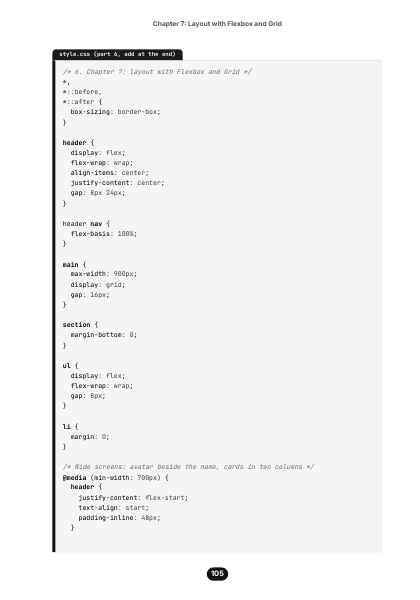 Chapter 7: Layout with Flexbox and Grid
style.css (part 6, add at the end)
/* 6. Chapter 7: layout with Flexbox and Grid */
*,
*::before,
*::after {
  box-sizing: border-box;
}

header {
  display: flex;
  flex-wrap: wrap;
  align-items: center;
  justify-content: center;
  gap: 8px 24px;
}

header nav {
  flex-basis: 100%;
}

main {
  max-width: 900px;
  display: grid;
  gap: 16px;
}

section {
  margin-bottom: 0;
}

ul {
  display: flex;
  flex-wrap: wrap;
  gap: 8px;
}

li {
  margin: 0;
}

/* Wide screens: avatar beside the name, cards in two columns */
@media (min-width: 700px) {
  header {
    justify-content: flex-start;
    text-align: start;
    padding-inline: 48px;
  }
105